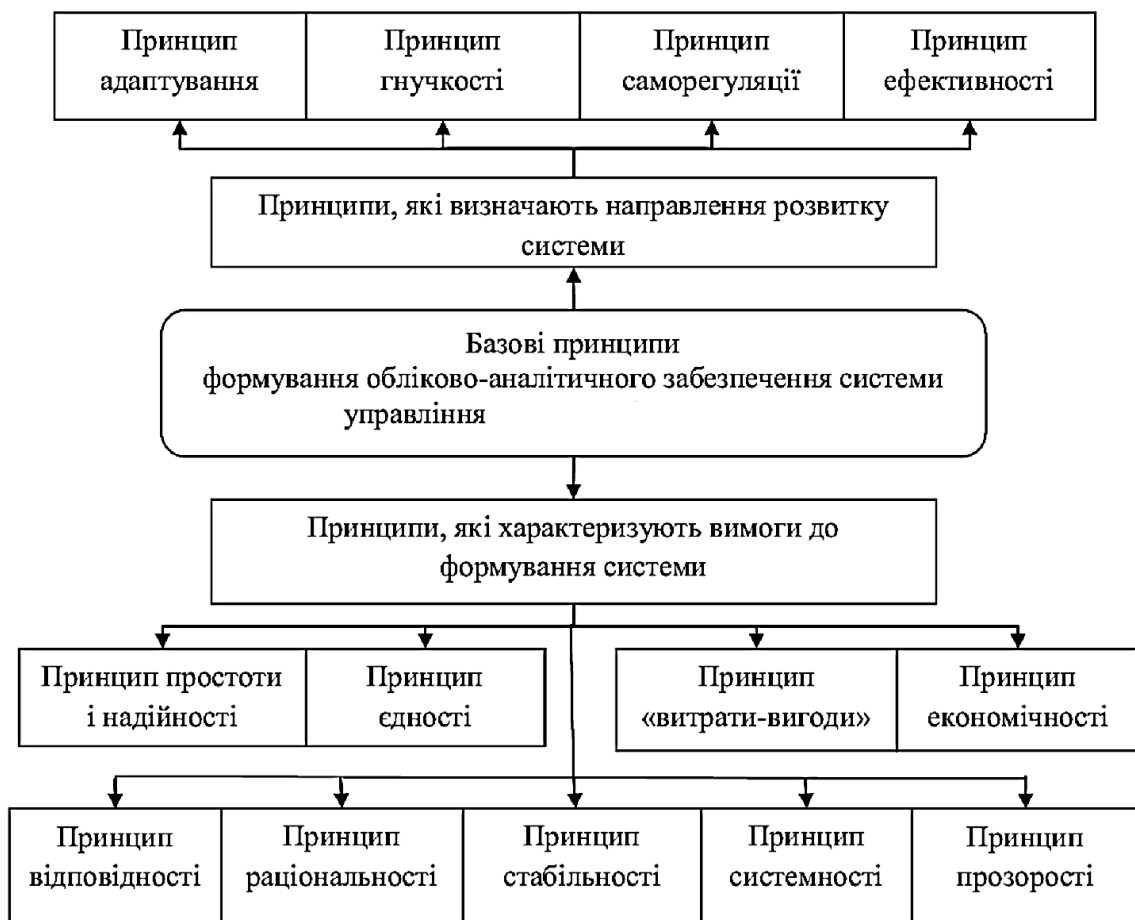 Принцип
адаптування
Принцип
гнучкості
Принцип
саморегуляції
Принцип
ефективності
Принципи, які визначають направлення розвитку
системи
Базові принципи
формування обліково-аналітичного забезпечення системи
управління
Принципи, які характеризують вимоги до
формування системи
Принцип простоти
і надійності
Принцип
єдності
Принцип
«витрати-вигоди»
Принцип
економічності
Принцип
відповідності
Принцип
раціональності
Принцип
стабільності
Принцип
системності
Принцип
прозорості